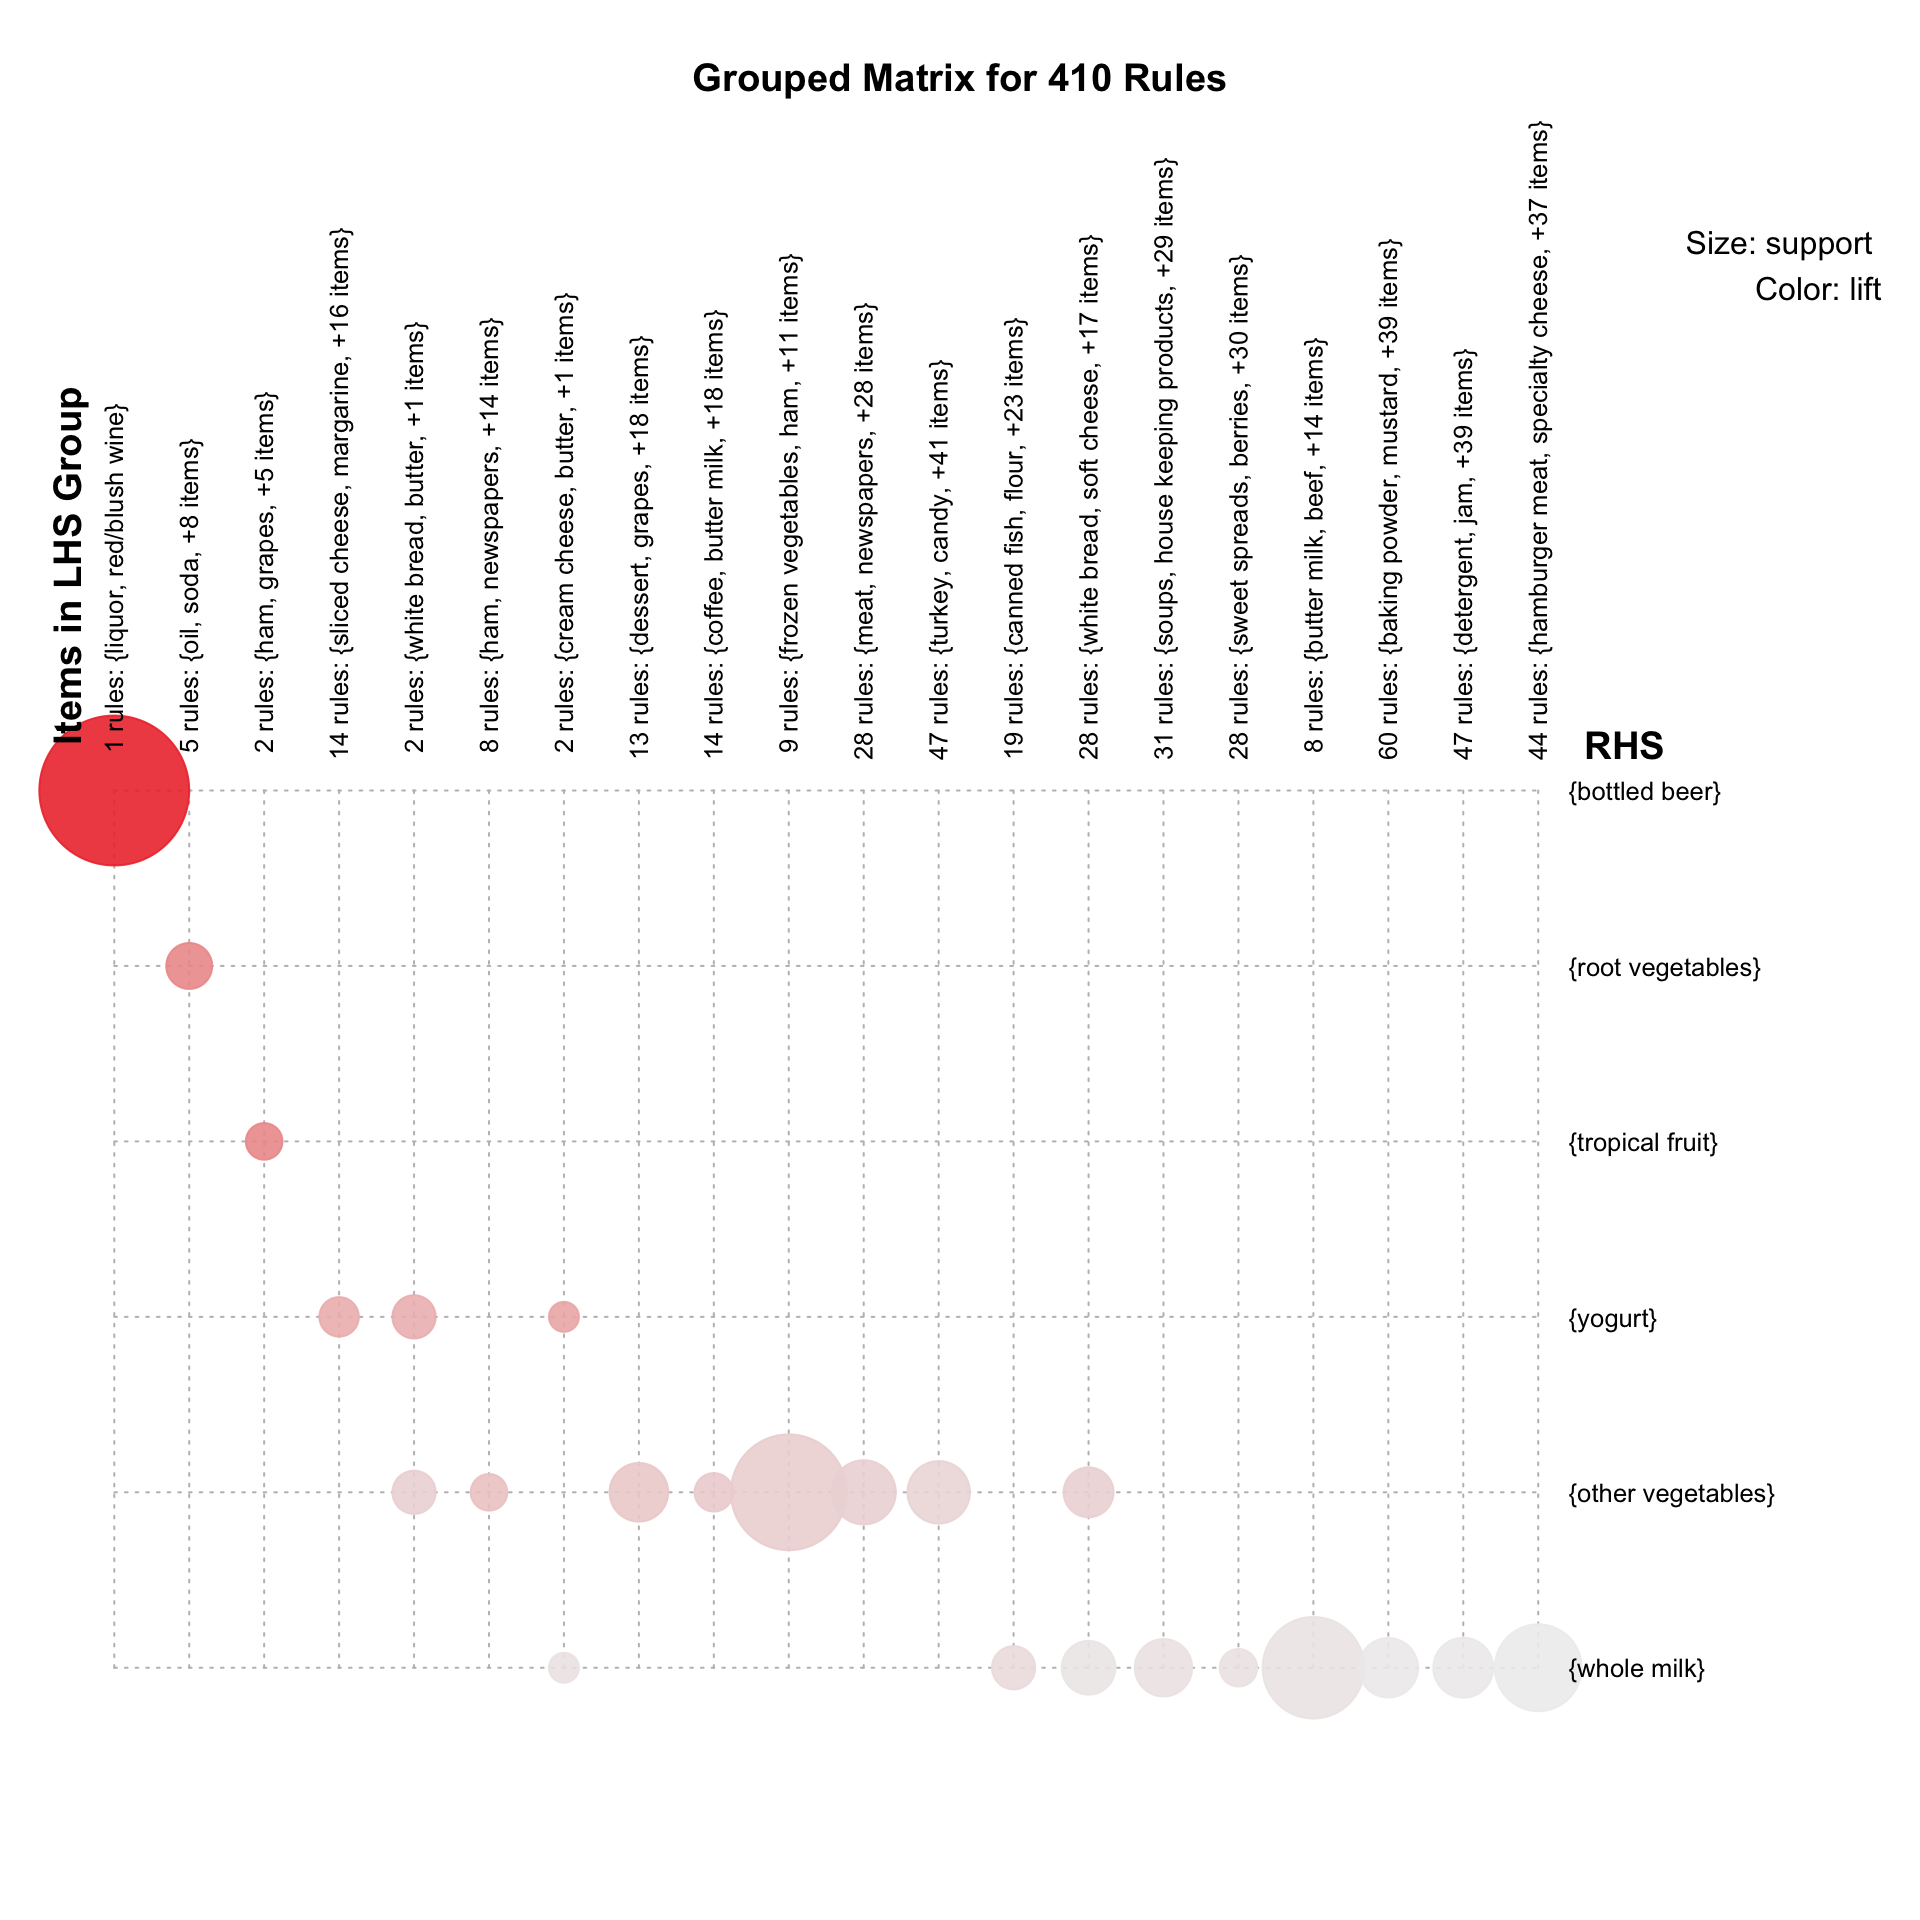 Grouped Matrix for 410 Rules
Size: support
Color: lift
Items in LHS Group
1 rules: {liquor, red/blush wine}
5 rules: {oil, soda, +8 items}
2 rules: {ham, grapes, +5 items}
14 rules: {sliced cheese, margarine, +16 items}
2 rules: {white bread, butter, +1 items}
8 rules: {ham, newspapers, +14 items}
2 rules: {cream cheese, butter, +1 items}
13 rules: {dessert, grapes, +18 items}
14 rules: {coffee, butter milk, +18 items}
9 rules: {frozen vegetables, ham, +11 items}
28 rules: {meat, newspapers, +28 items}
47 rules: {turkey, candy, +41 items}
19 rules: {canned fish, flour, +23 items}
28 rules: {white bread, soft cheese, +17 items}
31 rules: {soups, house keeping products, +29 items}
28 rules: {sweet spreads, berries, +30 items}
8 rules: {butter milk, beef, +14 items}
60 rules: {baking powder, mustard, +39 items}
47 rules: {detergent, jam, +39 items}
44 rules: {hamburger meat, specialty cheese, +37 items}
RHS
{bottled beer}
{root vegetables}
{tropical fruit}
{yogurt}
{other vegetables}
{whole milk}